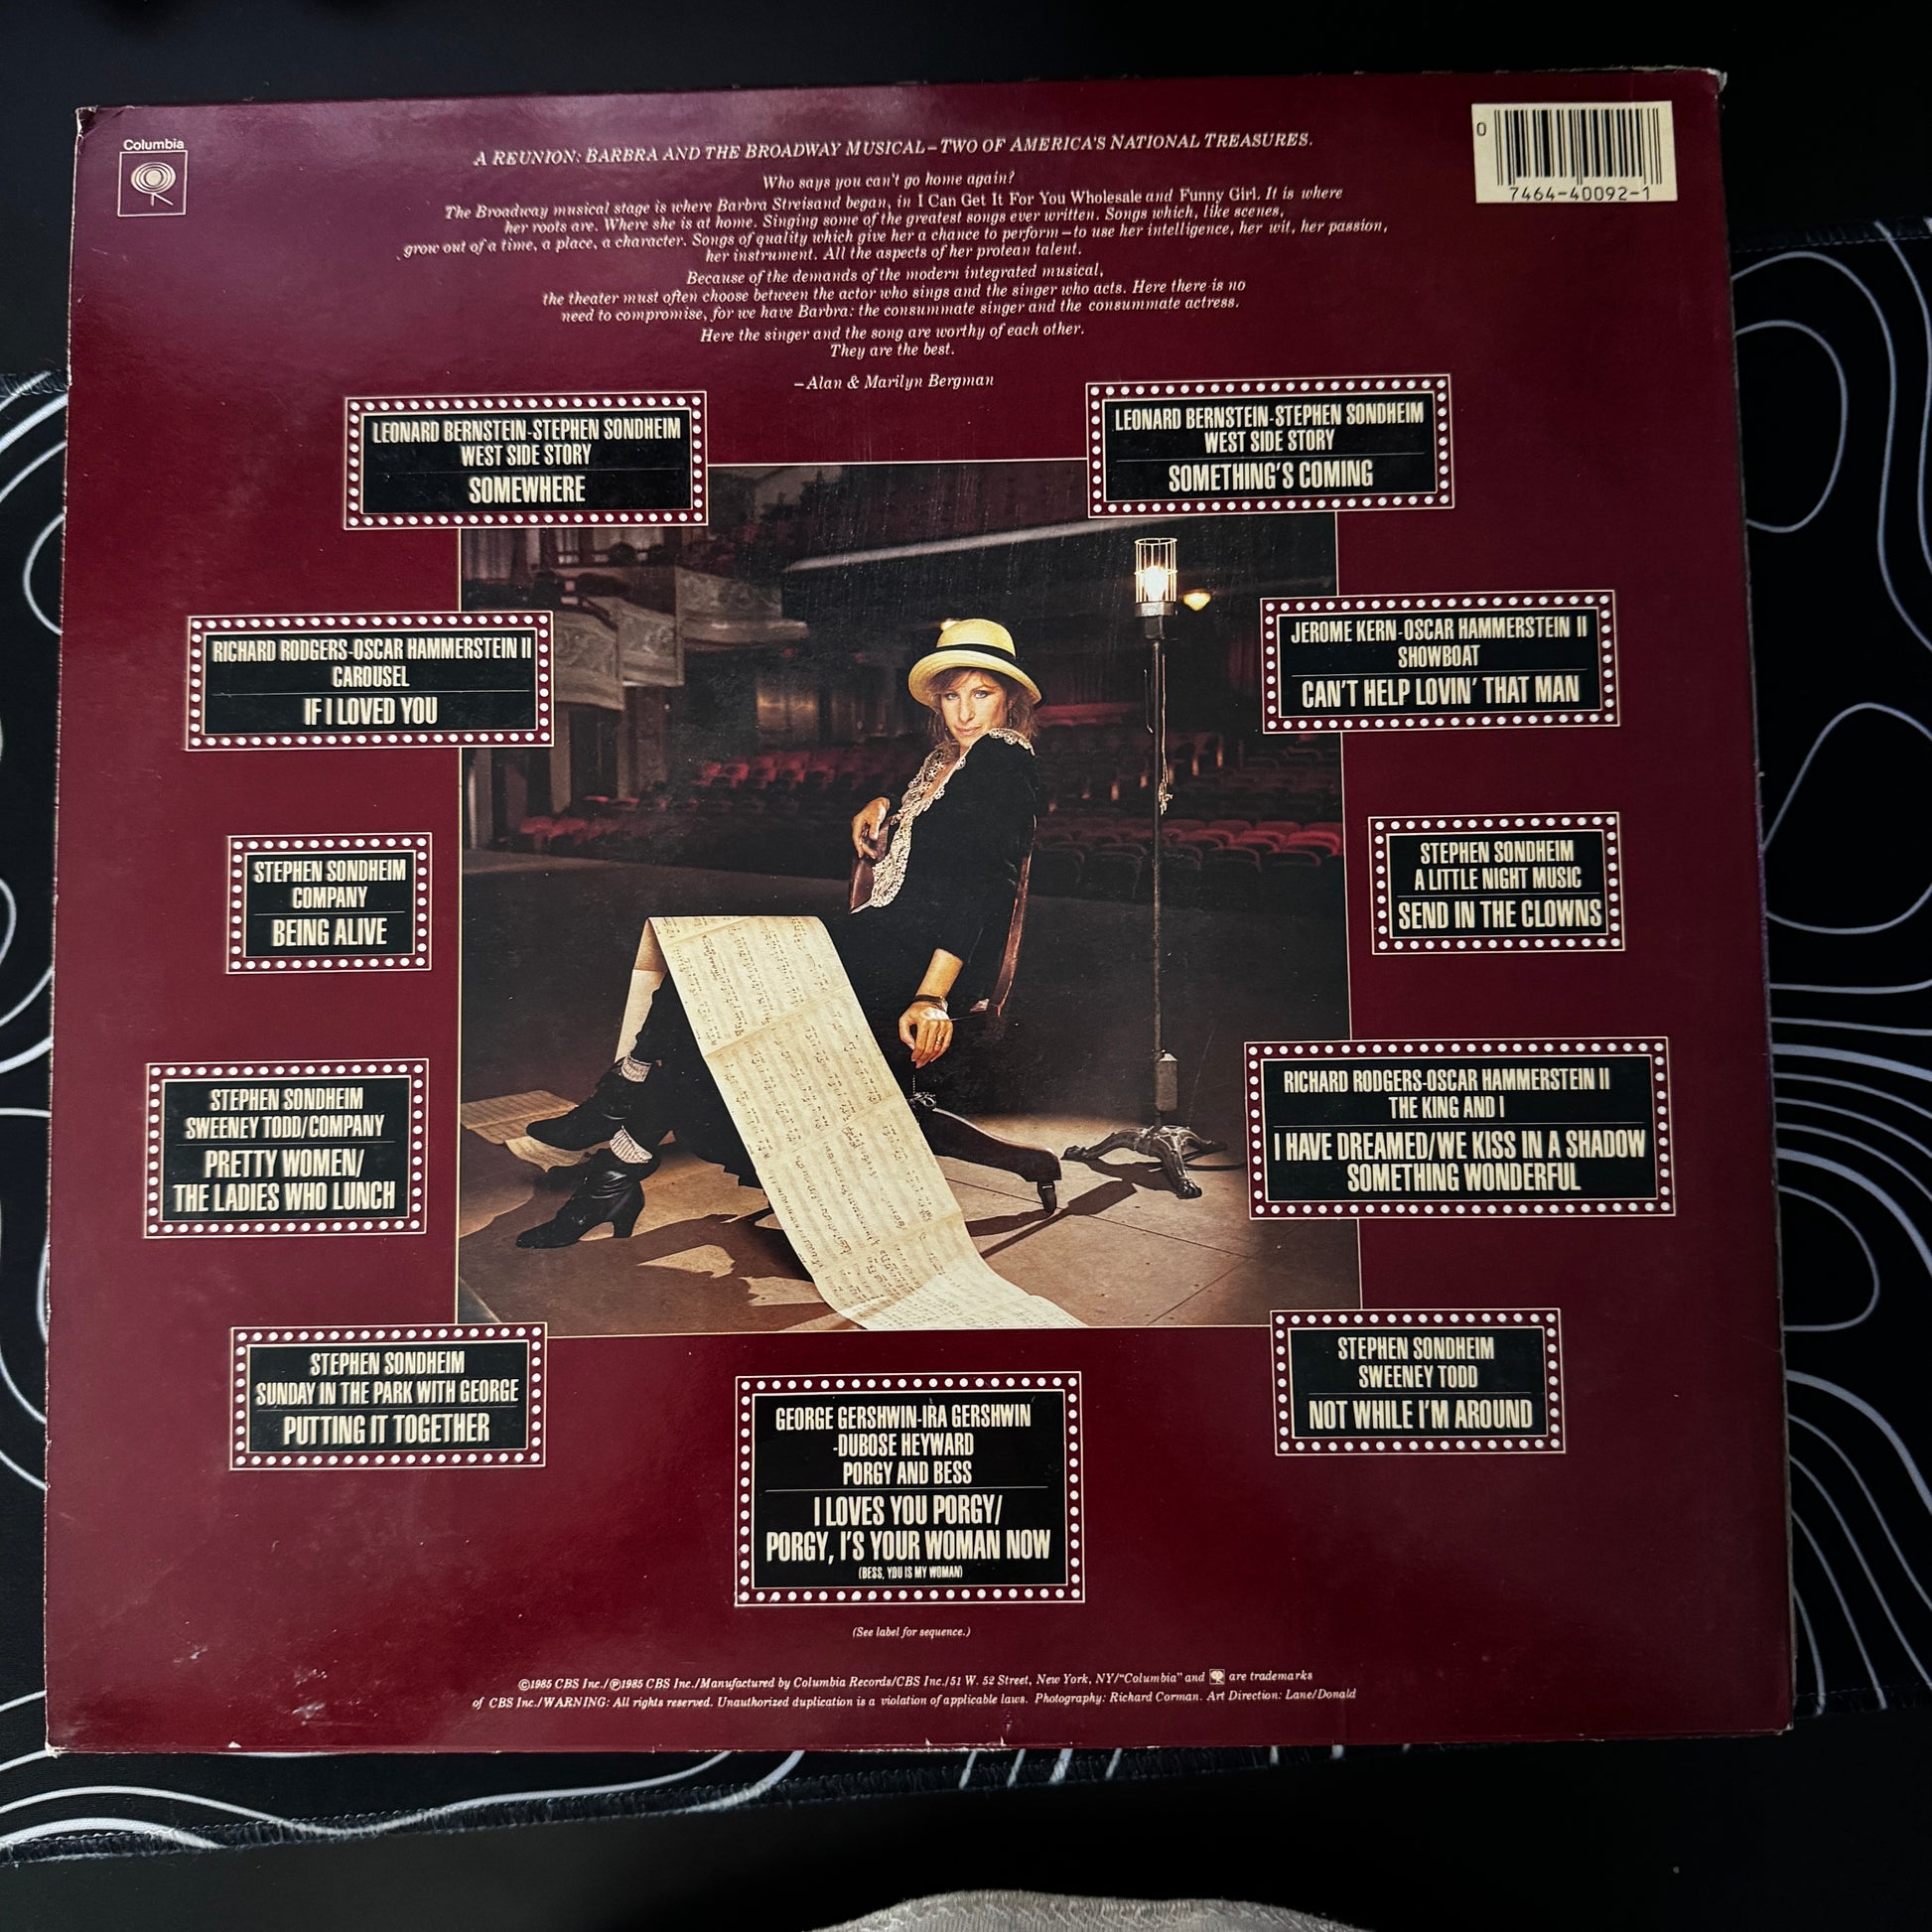 Columbia
A REUNION: BARBRA AND THE BROADWAY MUSICAL–TWO OF AMERICA'S NATIONAL TREASURES.
Who says you can't go home again?
The Broadway musical stage is where Barbra Streisand began, in I Can Get It For You Wholesale and Funny Girl. It is where
her roots are. Where she is at home. Singing some of the greatest songs ever written. Songs which, like scenes,
grow out of a time, a place, a character. Songs of quality which give her a chance to perform–to use her intelligence, her wit, her passion,
her instrument. All the aspects of her protean talent.
Because of the demands of the modern integrated musical,
the theater must often choose between the actor who sings and the singer who acts. Here there is no
need to compromise, for we have Barbra: the consummate singer and the consummate actress.
Here the singer and the song are worthy of each other.
They are the best.
–Alan & Marilyn Bergman
0
7464-40092-1
LEONARD BERNSTEIN-STEPHEN SONDHEIM
WEST SIDE STORY
SOMEWHERE
LEONARD BERNSTEIN-STEPHEN SONDHEIM
WEST SIDE STORY
SOMETHING'S COMING
RICHARD RODGERS-OSCAR HAMMERSTEIN II
CAROUSEL
IF I LOVED YOU
JEROME KERN-OSCAR HAMMERSTEIN II
SHOWBOAT
CAN'T HELP LOVIN' THAT MAN
STEPHEN SONDHEIM
COMPANY
BEING ALIVE
STEPHEN SONDHEIM
A LITTLE NIGHT MUSIC
SEND IN THE CLOWNS
STEPHEN SONDHEIM
SWEENEY TODD/COMPANY
PRETTY WOMEN/
THE LADIES WHO LUNCH
RICHARD RODGERS-OSCAR HAMMERSTEIN II
THE KING AND I
I HAVE DREAMED/WE KISS IN A SHADOW
SOMETHING WONDERFUL
STEPHEN SONDHEIM
SUNDAY IN THE PARK WITH GEORGE
PUTTING IT TOGETHER
GEORGE GERSHWIN-IRA GERSHWIN
-DUBOSE HEYWARD
PORGY AND BESS
I LOVES YOU PORGY/
PORGY, I'S YOUR WOMAN NOW
(BESS, YOU IS MY WOMAN)
STEPHEN SONDHEIM
SWEENEY TODD
NOT WHILE I'M AROUND
(See label for sequence.)
©1985 CBS Inc./℗1985 CBS Inc./Manufactured by Columbia Records/CBS Inc./51 W. 52 Street, New York, NY/"Columbia" and are trademarks
of CBS Inc./WARNING: All rights reserved. Unauthorized duplication is a violation of applicable laws. Photography: Richard Corman. Art Direction: Lane/Donald